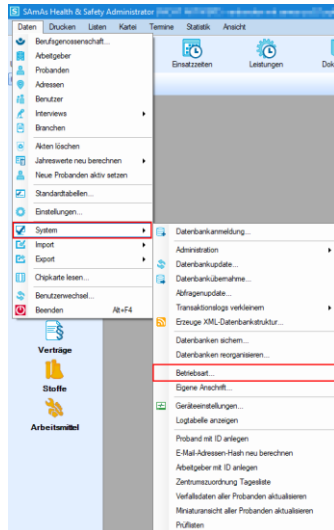 SAmAs Health & Safety Administrator
Daten Drucken Listen Kartei Termine Statistik Ansicht
Berufsgenossenschaft...
Arbeitgeber
Probanden
Adressen
Benutzer
Interviews
Branchen
Akten löschen
Jahreswerte neu berechnen
Neue Probanden aktiv setzen
Standardtabellen...
Einstellungen...
System
Import
Export
Chipkarte lesen...
Benutzerwechsel...
Beenden Alt+F4
Einsatzzeiten Leistungen
Datenbankanmeldung...
Administration
Datenbankupdate...
Datenbankübernahme...
Abfragenupdate...
Transaktionslogs verkleinern
Erzeuge XML-Datenbankstruktur...
Datenbanken sichern...
Datenbanken reorganisieren...
Betriebsart...
Eigene Anschrift...
Geräteeinstellungen...
Logtabelle anzeigen
Proband mit ID anlegen
E-Mail-Adressen-Hash neu berechnen
Arbeitgeber mit ID anlegen
Zentrumszuordnung Tagesliste
Verfallsdaten aller Probanden aktualisieren
Miniaturansicht aller Probanden aktualisieren
Prüflisten
Verträge
Stoffe
Arbeitsmittel